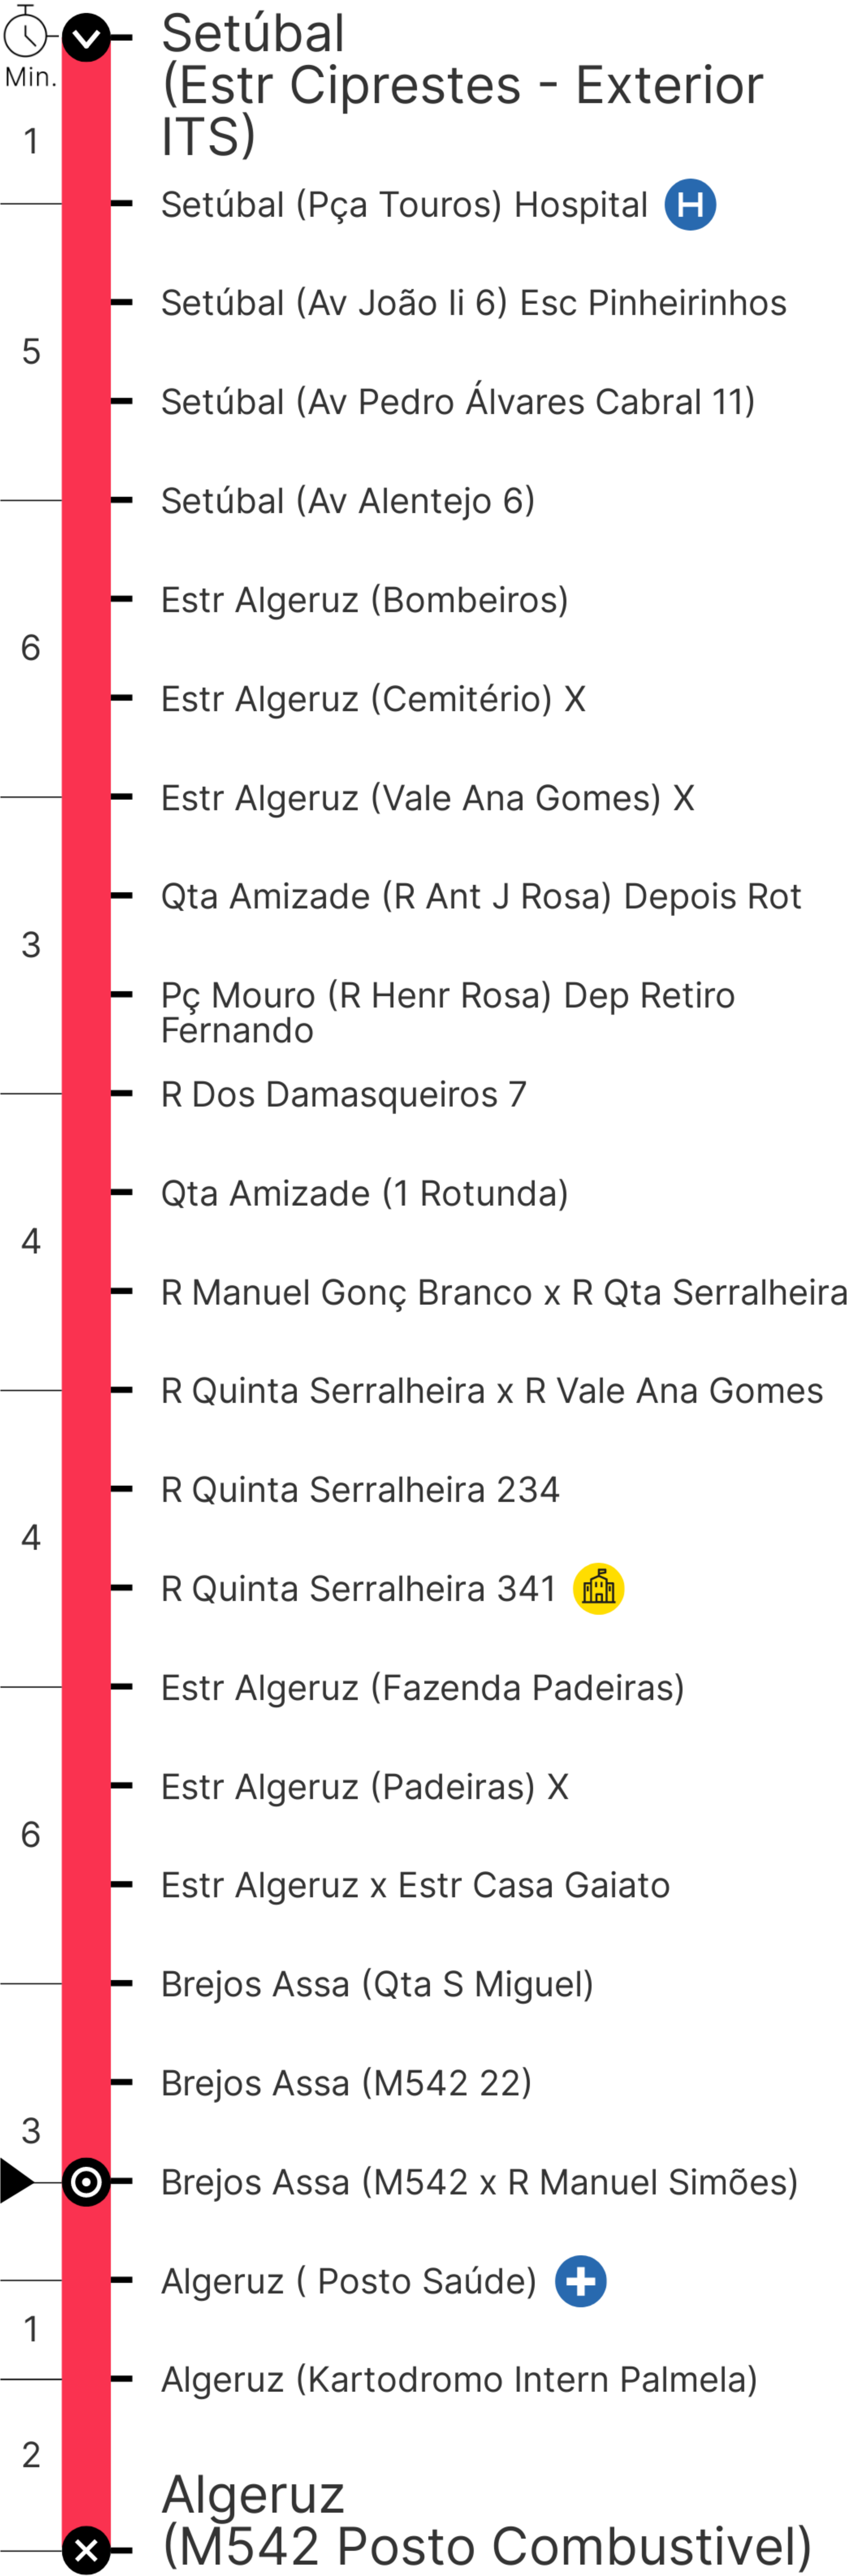 Setúbal
(Estr Ciprestes - Exterior
ITS)
Min.
1
Setúbal (Pça Touros) Hospital H
Setúbal (Av João Ii 6) Esc Pinheirinhos
5
Setúbal (Av Pedro Álvares Cabral 11)
Setúbal (Av Alentejo 6)
Estr Algeruz (Bombeiros)
6
Estr Algeruz (Cemitério) X
Estr Algeruz (Vale Ana Gomes) X
Qta Amizade (R Ant J Rosa) Depois Rot
3
Pç Mouro (R Henr Rosa) Dep Retiro
Fernando
R Dos Damasqueiros 7
Qta Amizade (1 Rotunda)
4
R Manuel Gonç Branco x R Qta Serralheira
R Quinta Serralheira x R Vale Ana Gomes
R Quinta Serralheira 234
4
R Quinta Serralheira 341
Estr Algeruz (Fazenda Padeiras)
Estr Algeruz (Padeiras) X
6
Estr Algeruz x Estr Casa Gaiato
Brejos Assa (Qta S Miguel)
Brejos Assa (M542 22)
3
Brejos Assa (M542 x R Manuel Simões)
Algeruz ( Posto Saúde)
1
Algeruz (Kartodromo Intern Palmela)
2
Algeruz
(M542 Posto Combustivel)